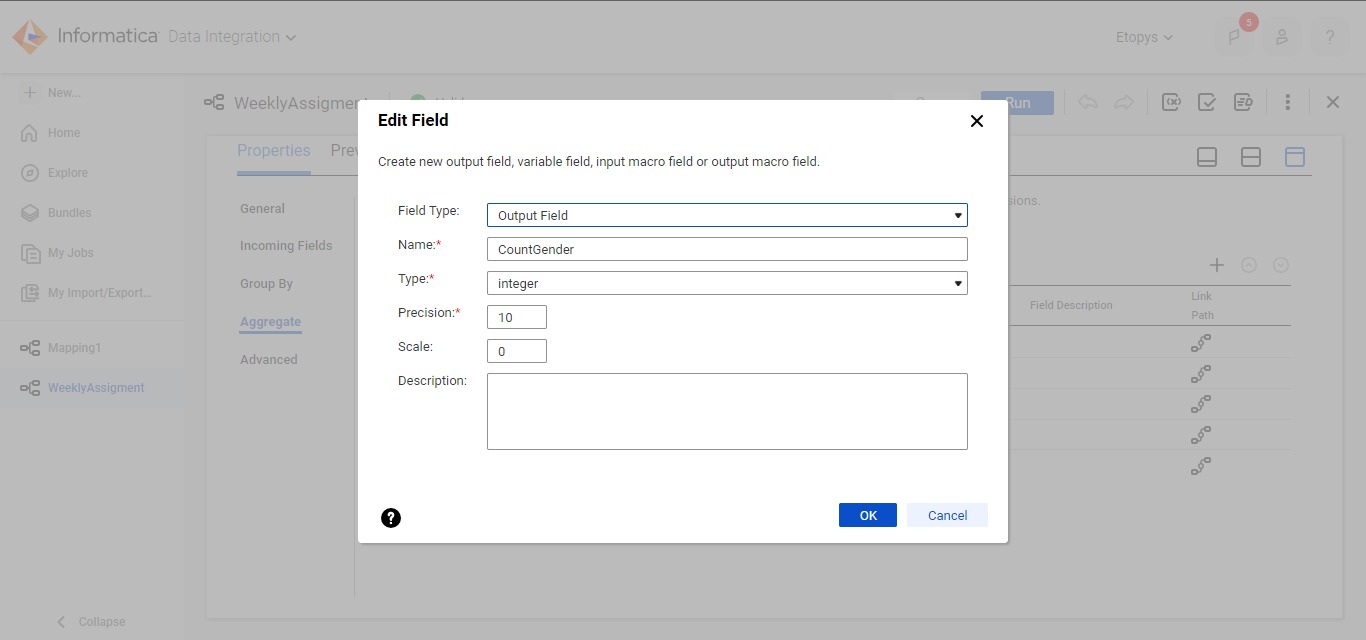 Informatica Data Integration
Etopys
5
?
New...
WeeklyAssigmen
Run
Home
Explore
Bundles
My Jobs
My Import/Export...
Mapping1
WeeklyAssigment
Collapse
Properties
General
Incoming Fields
Group By
Aggregate
Advanced
Field Description
Link
Path
Edit Field
Create new output field, variable field, input macro field or output macro field.
Field Type: Output Field
Name:* CountGender
Type:* integer
Precision:* 10
Scale: 0
Description:
?
OK
Cancel